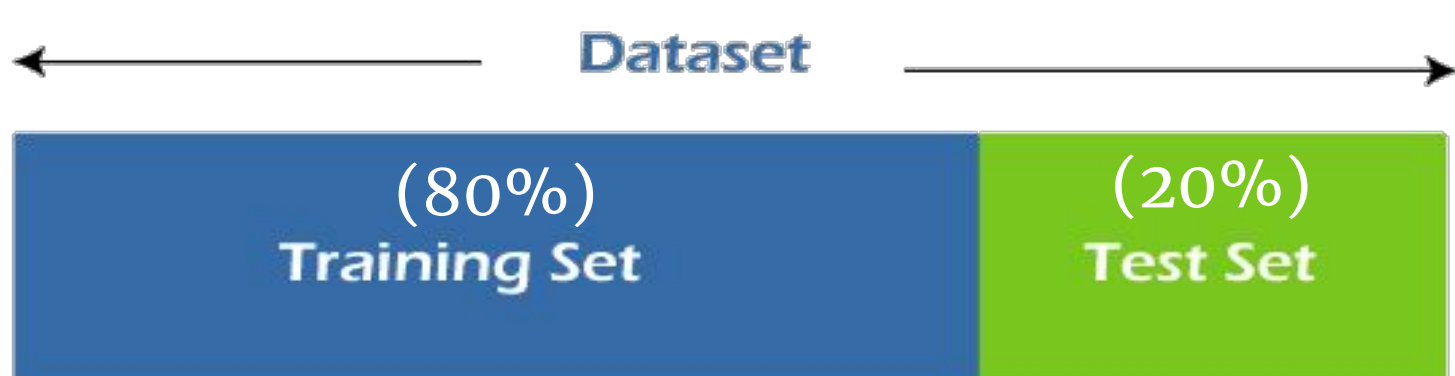 Dataset
(80%)
Training Set
(20%)
Test Set